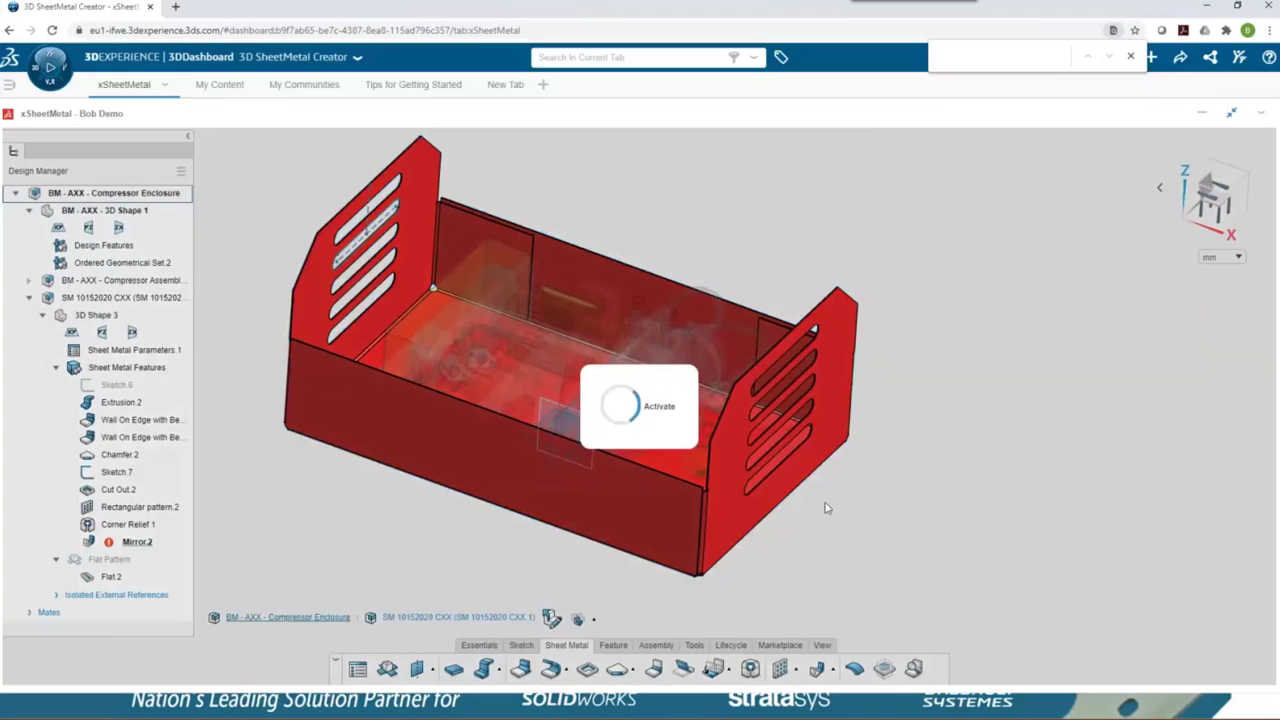 3D SheetMetal Creator - xSheetM
eu1-ifwe.3dexperience.3ds.com/#dashboard:b9f7ab65-be7c-4387-8ea8-115ad796c357/tab:xSheetMetal
B
3DEXPERIENCE | 3DDashboard 3D SheetMetal Creator
Search In Current Tab
3D
V.R
xSheetMetal
My Content
My Communities
Tips for Getting Started
New Tab
xSheetMetal - Bob Demo
Design Manager
BM - AXX - Compressor Enclosure
BM - AXX - 3D Shape 1
Design Features
Ordered Geometrical Set.2
BM - AXX - Compressor Assembl...
SM 10152020 CXX (SM 1015202...
3D Shape 3
Sheet Metal Parameters.1
Sheet Metal Features
Sketch.6
Extrusion.2
Wall On Edge with Be...
Wall On Edge with Be...
Chamfer.2
Sketch.7
Cut Out.2
Rectangular pattern.2
Corner Relief.1
Mirror.2
Flat Pattern
Flat.2
Isolated External References
Mates
Activate
Z
X
mm
BM - AXX - Compressor Enclosure
SM 10152020 CXX (SM 10152020 CXX.1)
Essentials
Sketch
Sheet Metal
Feature
Assembly
Tools
Lifecycle
Marketplace
View
Nation's Leading Solution Partner for
SOLIDWORKS
Stratasys
SYSTEMS